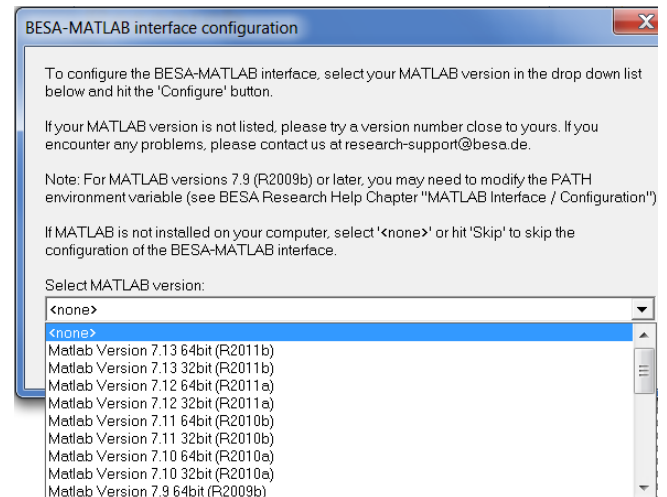 BESA-MATLAB interface configuration
To configure the BESA-MATLAB interface, select your MATLAB version in the drop down list
below and hit the 'Configure' button.
If your MATLAB version is not listed, please try a version number close to yours. If you
encounter any problems, please contact us at research-support@besa.de.
Note: For MATLAB versions 7.9 (R2009b) or later, you may need to modify the PATH
environment variable (see BESA Research Help Chapter "MATLAB Interface / Configuration")
If MATLAB is not installed on your computer, select '<none>' or hit 'Skip' to skip the
configuration of the BESA-MATLAB interface.
Select MATLAB version:
<none>
<none>
Matlab Version 7.13 64bit (R2011b)
Matlab Version 7.13 32bit (R2011b)
Matlab Version 7.12 64bit (R2011a)
Matlab Version 7.12 32bit (R2011a)
Matlab Version 7.11 64bit (R2010b)
Matlab Version 7.11 32bit (R2010b)
Matlab Version 7.10 64bit (R2010a)
Matlab Version 7.10 32bit (R2010a)
Matlab Version 7.9 64bit (R2009b)